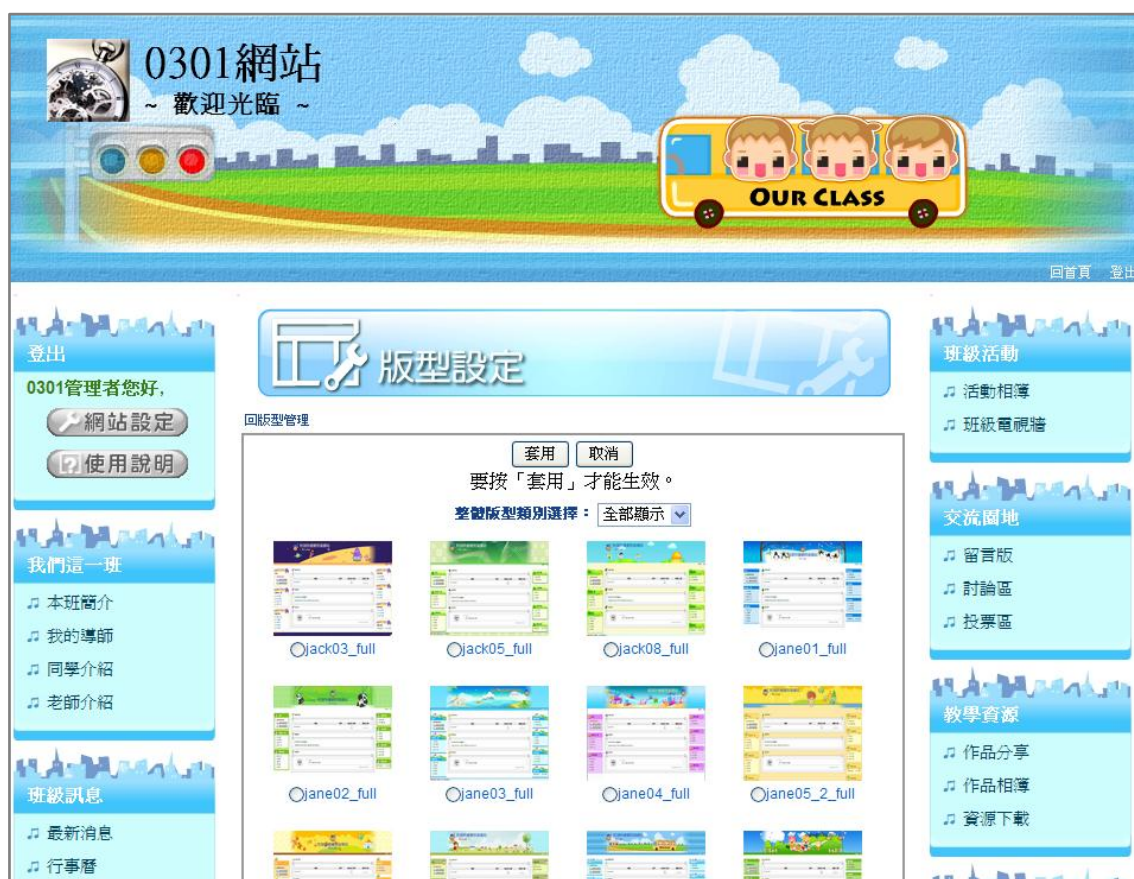 0301網站
~ 歡迎光臨 ~
OUR CLASS
回首頁 登出
登出
0301管理者您好,
網站設定
使用說明
我們這一班
本班簡介
我的導師
同學介紹
老師介紹
班級訊息
最新消息
行事曆
版型設定
回版型管理
套用 取消
要按「套用」才能生效。
整體版型類別選擇： 全部顯示
jack03_full jack05_full jack08_full jane01_full
jane02_full jane03_full jane04_full jane05_2_full
班級活動
活動相簿
班級電視牆
交流園地
留言版
討論區
投票區
教學資源
作品分享
作品相簿
資源下載